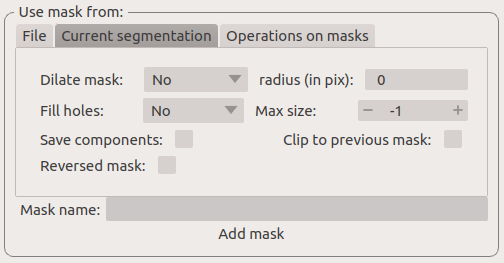 Use mask from:
File Current segmentation Operations on masks
Dilate mask: No radius (in pix): 0
Fill holes: No Max size: − -1 +
Save components: Clip to previous mask:
Reversed mask:
Mask name:
Add mask